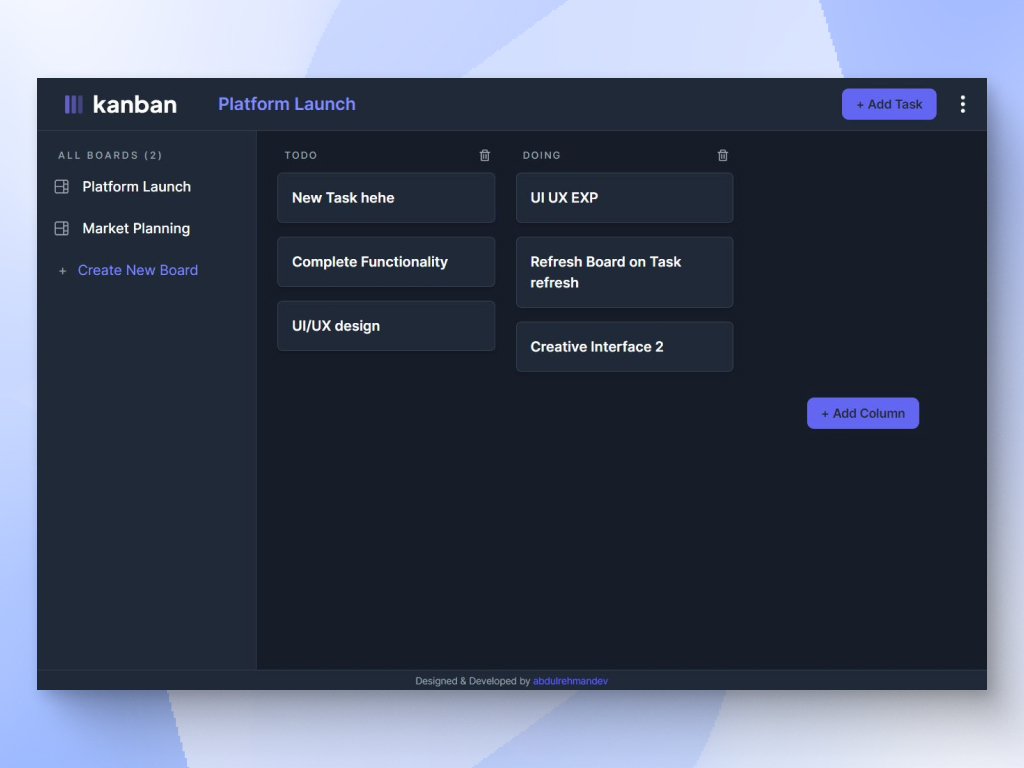 kanban
Platform Launch
+ Add Task
ALL BOARDS (2)
Platform Launch
Market Planning
+ Create New Board
TODO
New Task hehe
Complete Functionality
UI/UX design
DOING
UI UX EXP
Refresh Board on Task
refresh
Creative Interface 2
+ Add Column
Designed & Developed by abdulrehmandev